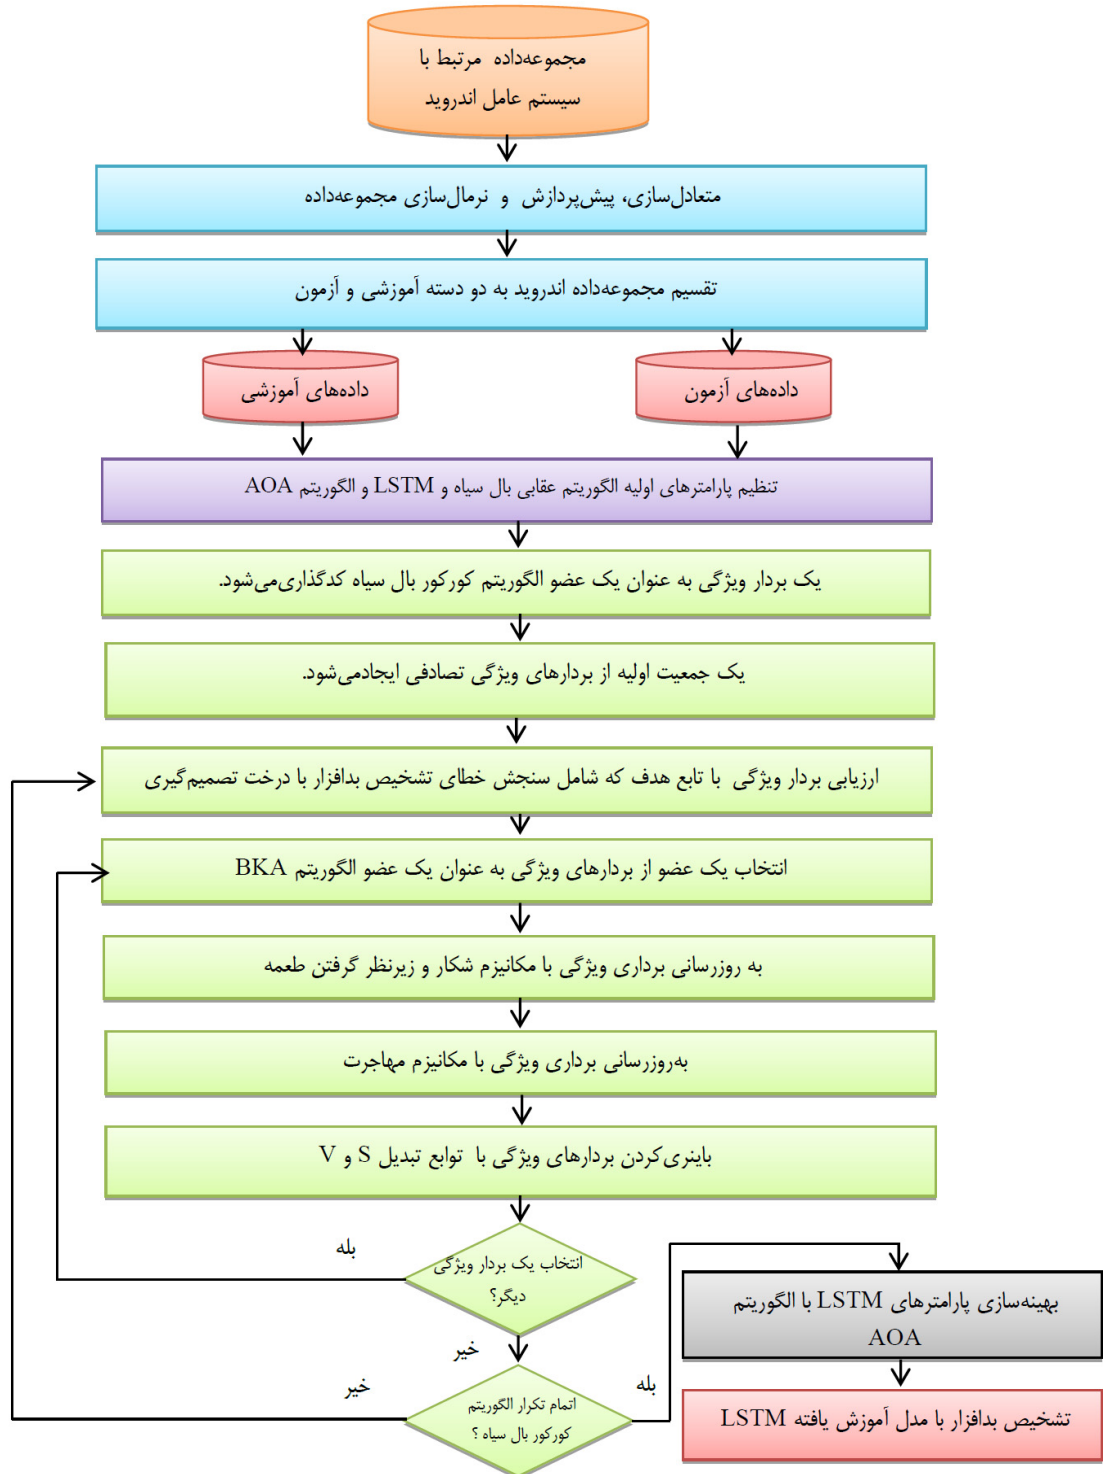 مجموعه‌داده مرتبط با
سیستم عامل اندروید
متعادل‌سازی، پیش‌پردازش و نرمال‌سازی مجموعه‌داده
تقسیم مجموعه‌داده اندروید به دو دسته آموزشی و آزمون
داده‌های آزمون
داده‌های آموزشی
تنظیم پارامترهای اولیه الگوریتم عقابی بال سیاه و LSTM و الگوریتم AOA
یک بردار ویژگی به عنوان یک عضو الگوریتم کورکور بال سیاه کدگذاری‌می‌شود.
یک جمعیت اولیه از بردارهای ویژگی تصادفی ایجادمی‌شود.
ارزیابی بردار ویژگی با تابع هدف که شامل سنجش خطای تشخیص بدافزار با درخت تصمیم‌گیری
انتخاب یک عضو از بردارهای ویژگی به عنوان یک عضو الگوریتم BKA
به روزرسانی برداری ویژگی با مکانیزم شکار و زیرنظر گرفتن طعمه
به‌روزرسانی برداری ویژگی با مکانیزم مهاجرت
باینری‌کردن بردارهای ویژگی با توابع تبدیل S و V
انتخاب یک بردار ویژگی
دیگر؟
بله
خیر
اتمام تکرار الگوریتم
کورکور بال سیاه ؟
خیر
بله
بهینه‌سازی پارامترهای LSTM با الگوریتم
AOA
تشخیص بدافزار با مدل آموزش یافته LSTM